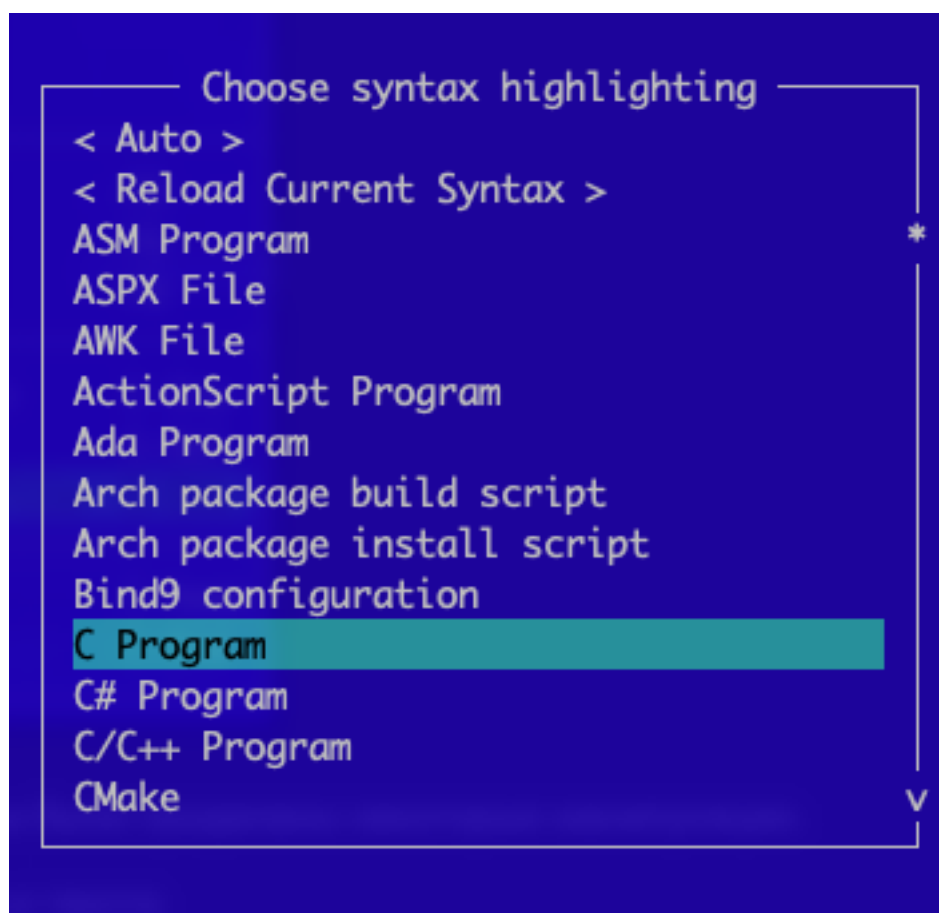 Choose syntax highlighting
< Auto >
< Reload Current Syntax >
ASM Program
*
ASPX File
AWK File
ActionScript Program
Ada Program
Arch package build script
Arch package install script
Bind9 configuration
C Program
C# Program
C/C++ Program
CMake
v